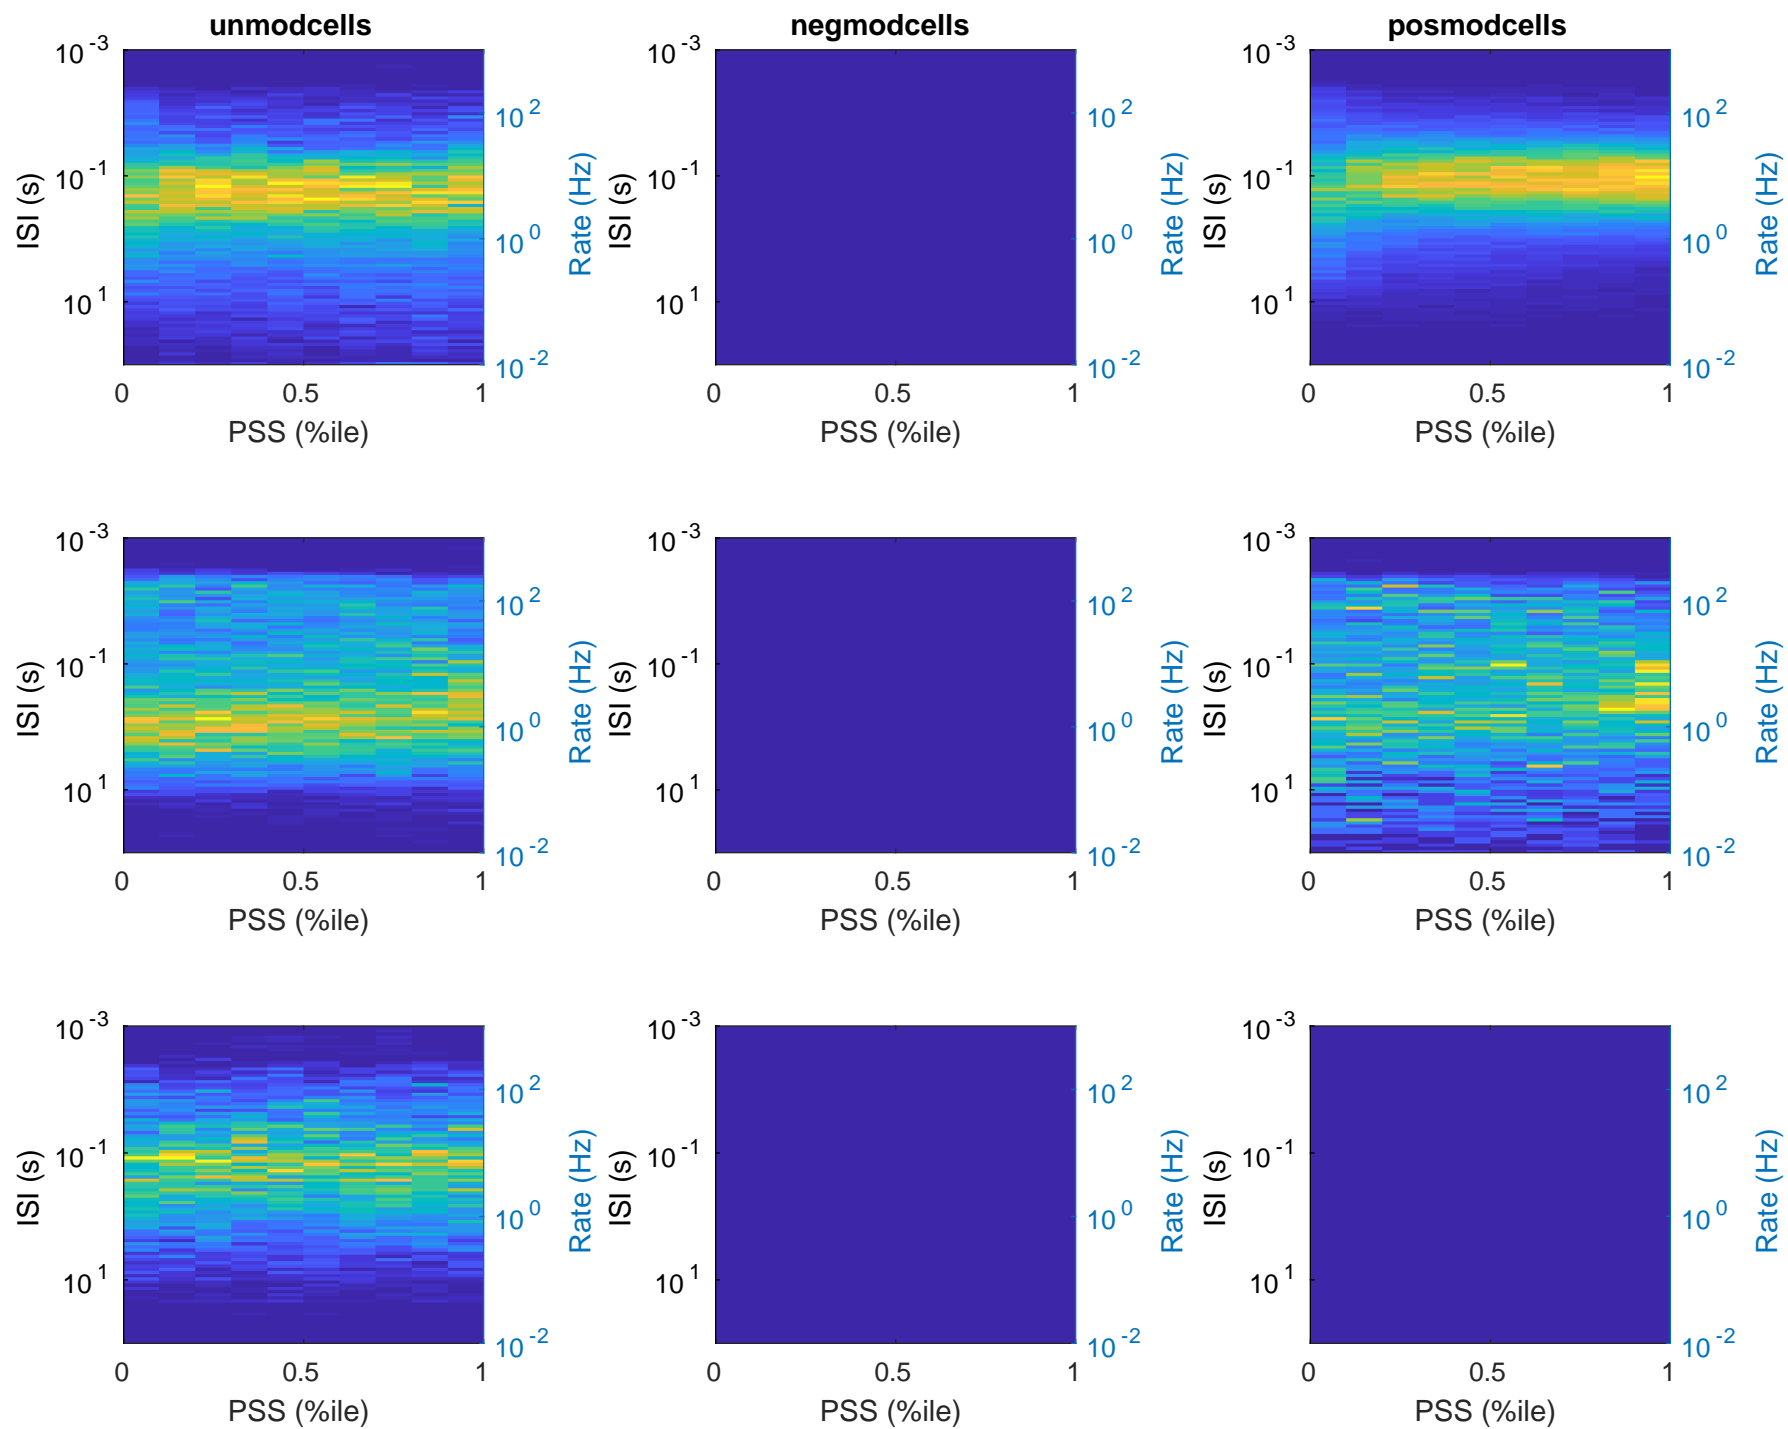 unmodcells negmodcells posmodcells
10^-3 10^-3 10^-3
10^2 10^2 10^2
10^-1 10^-1 10^-1
ISI (s) Rate (Hz) ISI (s) Rate (Hz) ISI (s) Rate (Hz)
10^0 10^0 10^0
10^1 10^1 10^1
10^-2 10^-2 10^-2
0 0.5 1 0 0.5 1 0 0.5 1
PSS (%ile) PSS (%ile) PSS (%ile)
10^-3 10^-3 10^-3
10^2 10^2 10^2
10^-1 10^-1 10^-1
ISI (s) Rate (Hz) ISI (s) Rate (Hz) ISI (s) Rate (Hz)
10^0 10^0 10^0
10^1 10^1 10^1
10^-2 10^-2 10^-2
0 0.5 1 0 0.5 1 0 0.5 1
PSS (%ile) PSS (%ile) PSS (%ile)
10^-3 10^-3 10^-3
10^2 10^2 10^2
10^-1 10^-1 10^-1
ISI (s) Rate (Hz) ISI (s) Rate (Hz) ISI (s) Rate (Hz)
10^0 10^0 10^0
10^1 10^1 10^1
10^-2 10^-2 10^-2
0 0.5 1 0 0.5 1 0 0.5 1
PSS (%ile) PSS (%ile) PSS (%ile)